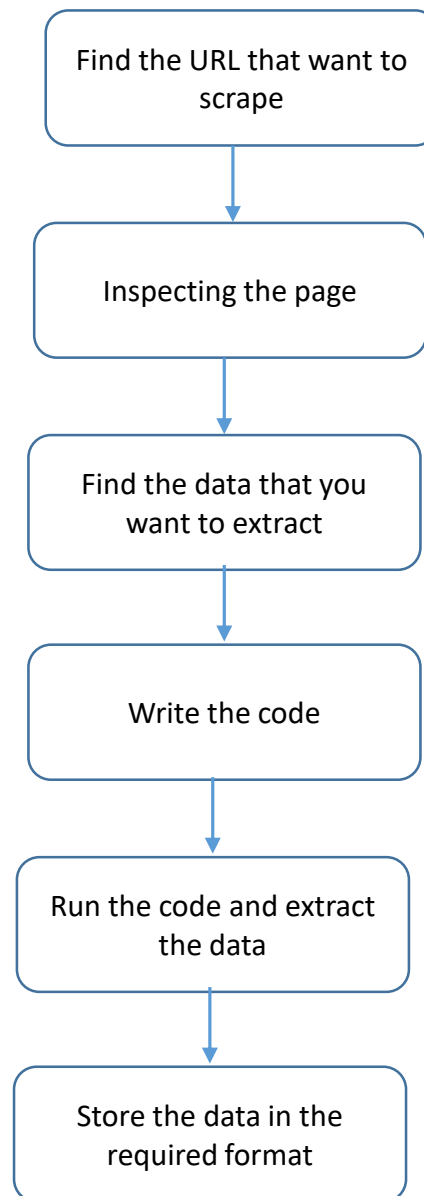 Find the URL that want to
scrape
Inspecting the page
Find the data that you
want to extract
Write the code
Run the code and extract
the data
Store the data in the
required format